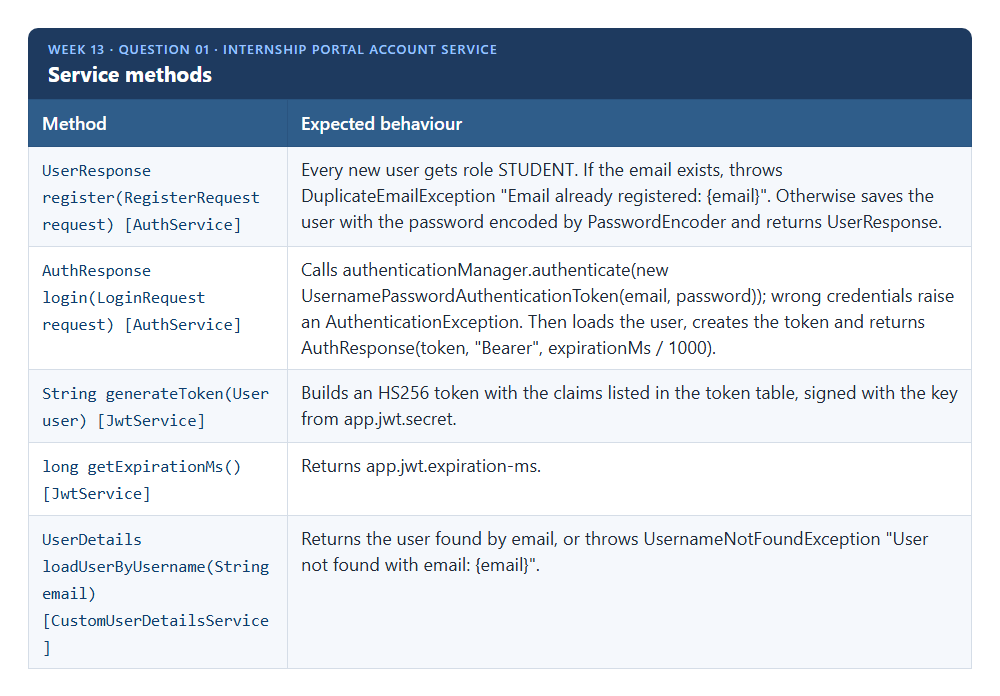 WEEK 13 · QUESTION 01 · INTERNSHIP PORTAL ACCOUNT SERVICE
Service methods
Method
Expected behaviour
UserResponse
register(RegisterRequest
request) [AuthService]
Every new user gets role STUDENT. If the email exists, throws
DuplicateEmailException "Email already registered: {email}". Otherwise saves the
user with the password encoded by PasswordEncoder and returns UserResponse.
AuthResponse
login(LoginRequest
request) [AuthService]
Calls authenticationManager.authenticate(new
UsernamePasswordAuthenticationToken(email, password)); wrong credentials raise
an AuthenticationException. Then loads the user, creates the token and returns
AuthResponse(token, "Bearer", expirationMs / 1000).
String generateToken(User
user) [JwtService]
Builds an HS256 token with the claims listed in the token table, signed with the key
from app.jwt.secret.
long getExpirationMs()
[JwtService]
Returns app.jwt.expiration-ms.
UserDetails
loadUserByUsername(String
email)
[CustomUserDetailsService
]
Returns the user found by email, or throws UsernameNotFoundException "User
not found with email: {email}".